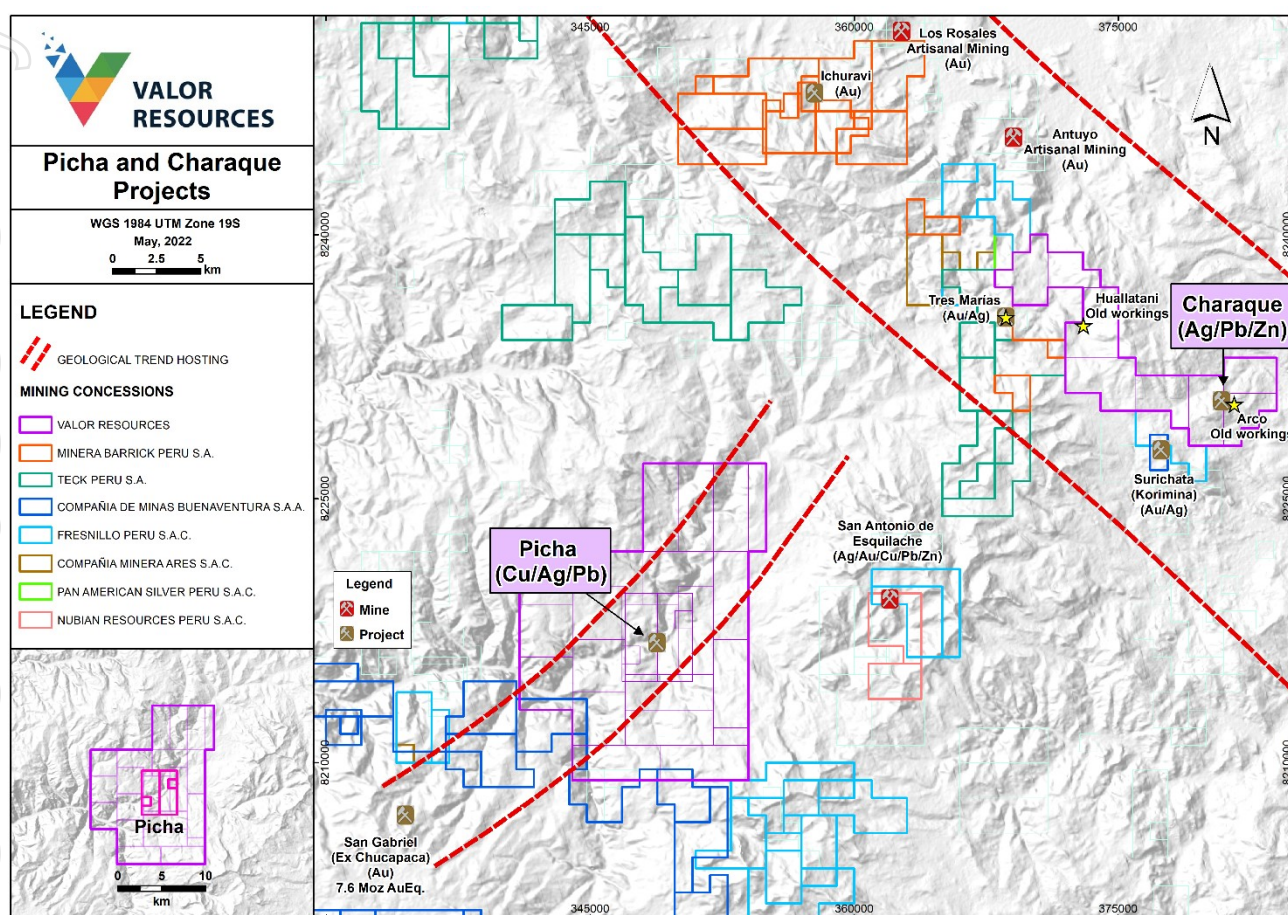 VALOR
RESOURCES
Picha and Charaque
Projects
WGS 1984 UTM Zone 19S
May, 2022
0 2.5 5
km
LEGEND
GEOLOGICAL TREND HOSTING
MINING CONCESSIONS
VALOR RESOURCES
MINERA BARRICK PERU S.A.
TECK PERU S.A.
COMPAÑIA DE MINAS BUENAVENTURA S.A.A.
FRESNILLO PERU S.A.C.
COMPAÑIA MINERA ARES S.A.C.
PAN AMERICAN SILVER PERU S.A.C.
NUBIAN RESOURCES PERU S.A.C.
Picha
0 5 10
km
345000
360000
375000
Los Rosales
Artisanal Mining
(Au)
Ichuravi
(Au)
N
Antuyo
Artisanal Mining
(Au)
8240000
8240000
Tres Marías
(Au/Ag)
Huallatani
Old workings
Charaque
(Ag/Pb/Zn)
Arco
Old workings
Surichata
(Korimina)
(Au/Ag)
8225000
8225000
San Antonio de
Esquilache
(Ag/Au/Cu/Pb/Zn)
Picha
(Cu/Ag/Pb)
Legend
Mine
Project
8210000
8210000
San Gabriel
(Ex Chucapaca)
(Au)
7.6 Moz AuEq.
345000
360000
375000